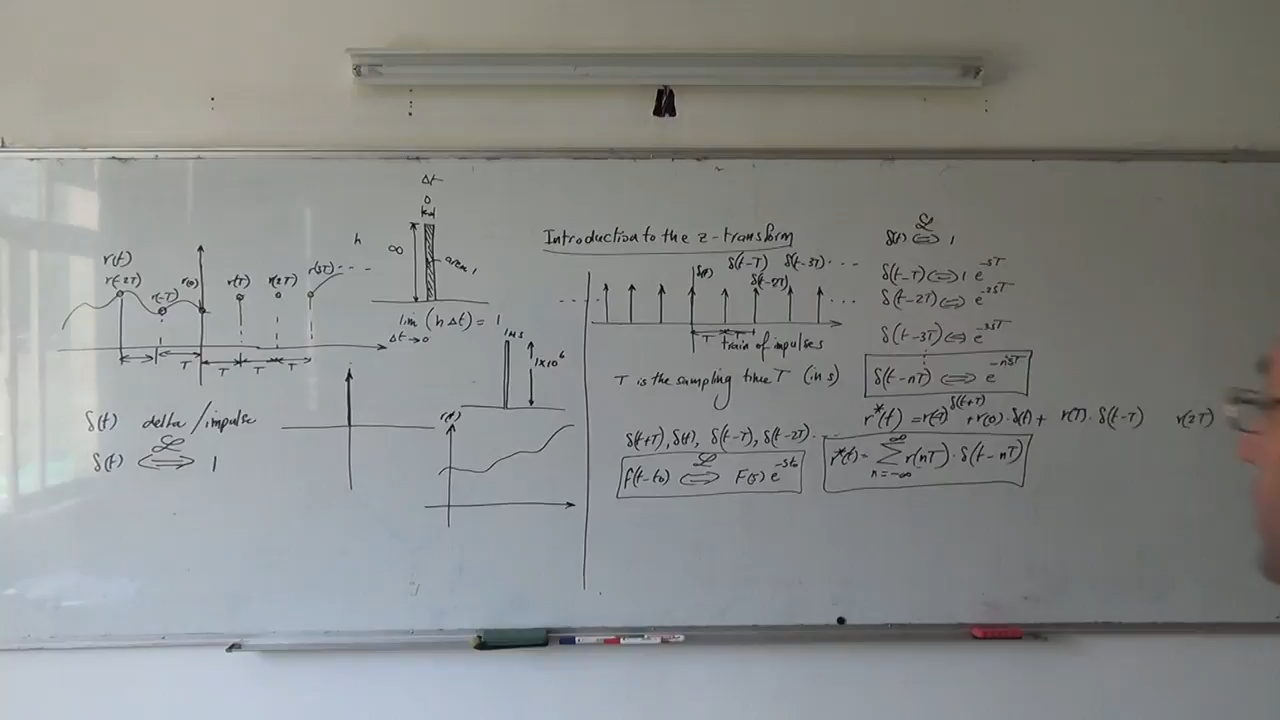 r(t)
r(-2T) r(-T) r(0) r(T) r(2T) r(3T) ...
T T T T
δ(t) delta/impulse
δ(t) ℒ ⟺ 1
h
Δt
0
∞
area 1
lim (h Δt) = 1
Δt→0
1μs
1×10⁶
r(t)
Introduction to the z-transform
... δ(t) δ(t-T) δ(t-2T) δ(t-3T) ...
T T
train of impulses
T is the sampling time T (in s)
δ(t+T), δ(t), δ(t-T), δ(t-2T) ...
f(t-t₀) ℒ ⟺ F(s) e^{-st₀}
δ(t) ℒ ⟺ 1
δ(t-T) ⟺ 1 e^{-sT}
δ(t-2T) ⟺ e^{-2sT}
δ(t-3T) ⟺ e^{-3sT}
⋮
δ(t-nT) ⟺ e^{-nsT}
δ(t+T)
+ r(0)·δ(t) + r(T)·δ(t-T) r(2T)
r*(t) = ∑_{n=-∞}^{∞} r(nT)·δ(t-nT)